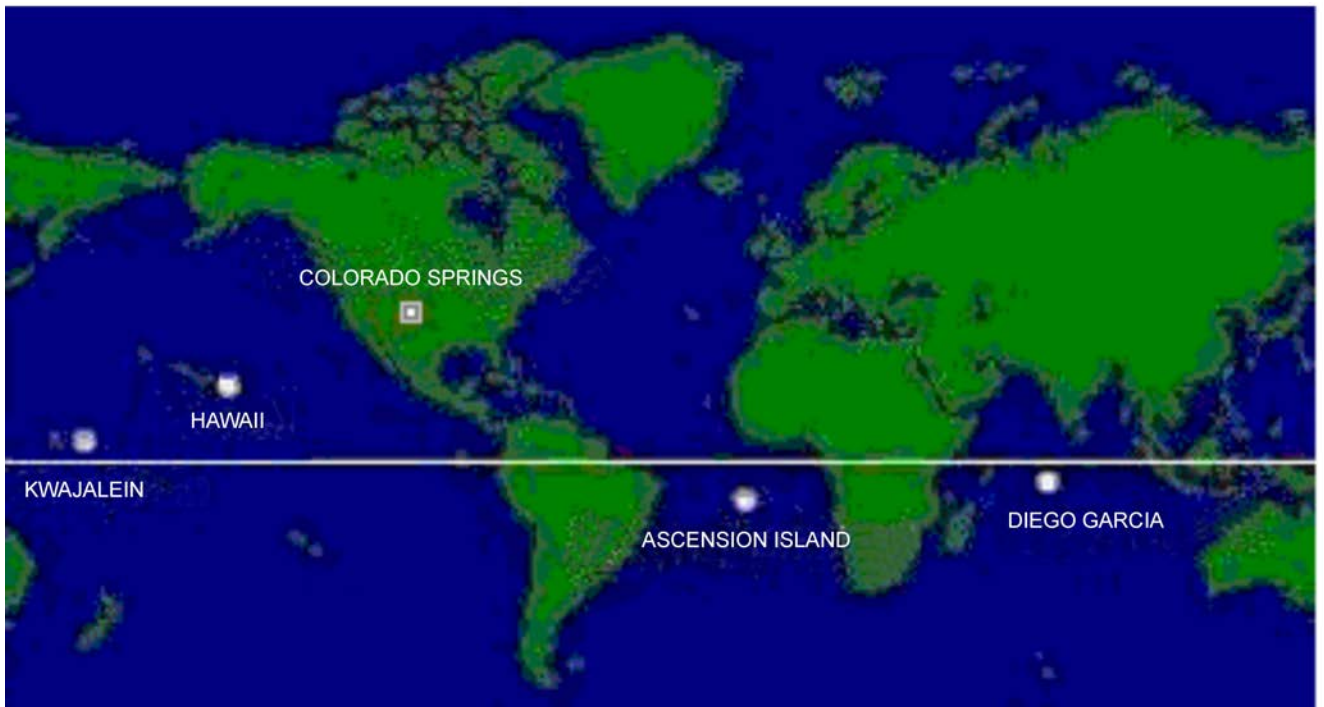 COLORADO SPRINGS
HAWAII
KWAJALEIN
ASCENSION ISLAND
DIEGO GARCIA